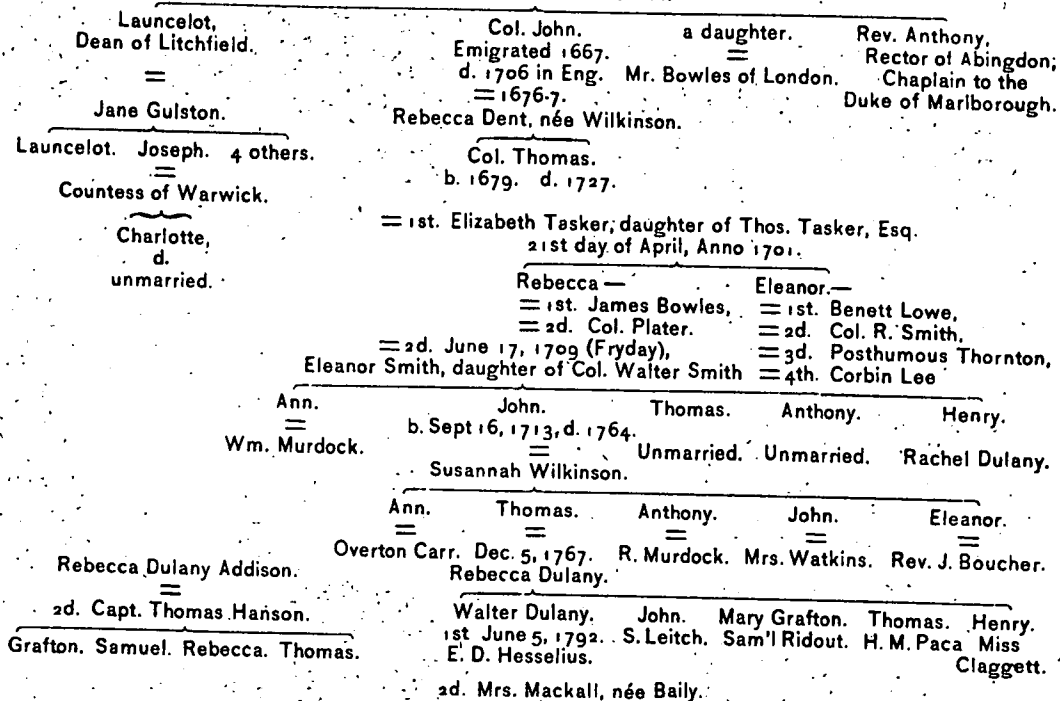 Launcelot,
Dean of Litchfield.
=
Jane Gulston.
Launcelot. Joseph. 4 others.
=
Countess of Warwick.
Charlotte,
d.
unmarried.
Col. John.
Emigrated 1667.
d. 1706 in Eng.
= 1676-7.
Rebecca Dent, née Wilkinson.
a daughter.
=
Mr. Bowles of London.
Rev. Anthony,
Rector of Abingdon;
Chaplain to the
Duke of Marlborough.
Col. Thomas.
b. 1679. d. 1727.
= 1st. Elizabeth Tasker, daughter of Thos. Tasker, Esq.
21st day of April, Anno 1701.
Rebecca —
= 1st. James Bowles,
= 2d. Col. Plater.
Eleanor. —
= 1st. Benett Lowe,
= 2d. Col. R. Smith,
= 3d. Posthumous Thornton,
= 4th. Corbin Lee
= 2d. June 17, 1709 (Fryday),
Eleanor Smith, daughter of Col. Walter Smith
Ann.
=
Wm. Murdock.
John.
b. Sept 16, 1713, d. 1764.
=
Susannah Wilkinson.
Thomas.
Unmarried.
Anthony.
Unmarried.
Henry.
Rachel Dulany.
Ann.
=
Overton Carr.
Thomas.
=
Dec. 5, 1767.
Rebecca Dulany.
Anthony.
=
R. Murdock.
John.
=
Mrs. Watkins.
Eleanor.
=
Rev. J. Boucher.
Rebecca Dulany Addison.
=
2d. Capt. Thomas Hanson.
Grafton. Samuel. Rebecca. Thomas.
Walter Dulany.
1st June 5, 1792.
E. D. Hesselius.
2d. Mrs. Mackall, née Baily.
John.
S. Leitch.
Mary Grafton.
Sam'l Ridout.
Thomas.
H. M. Paca
Henry.
Miss
Claggett.